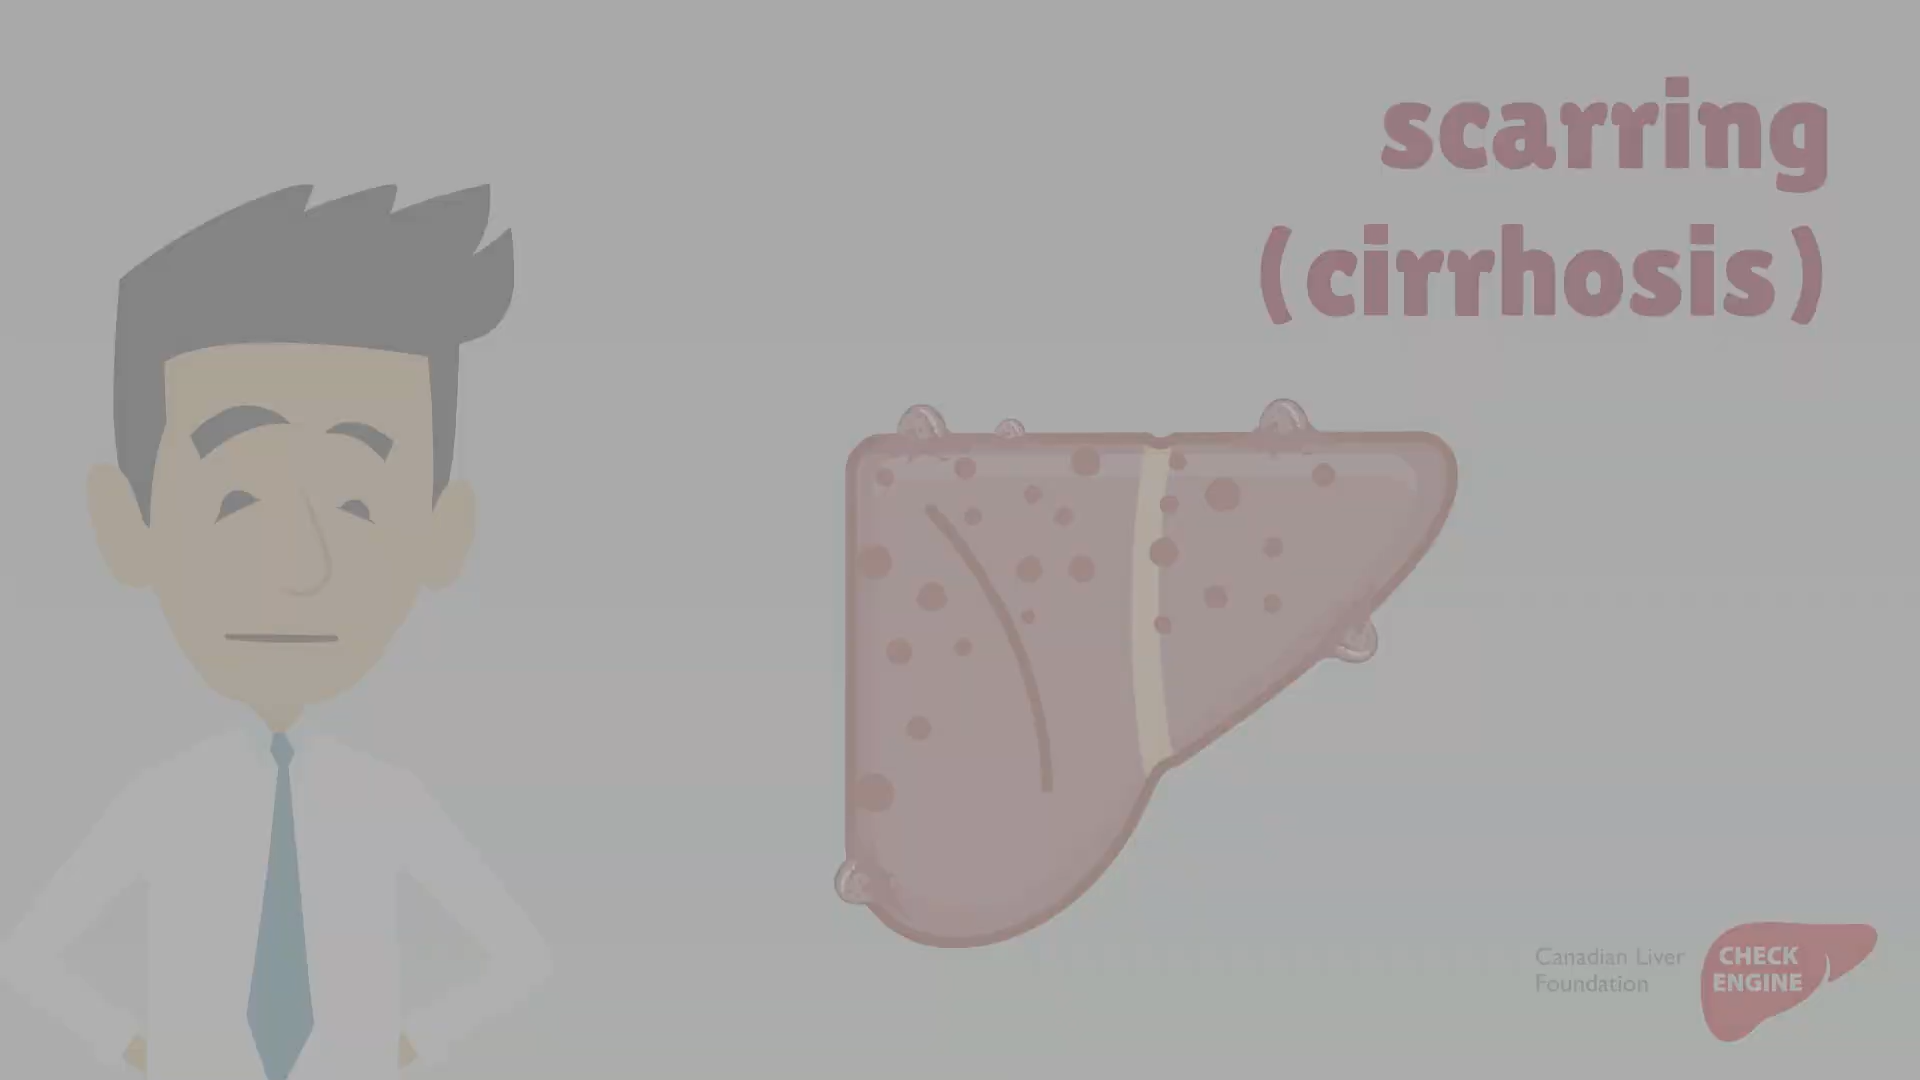 scarring
(cirrhosis)
Canadian Liver
Foundation
CHECK
ENGINE